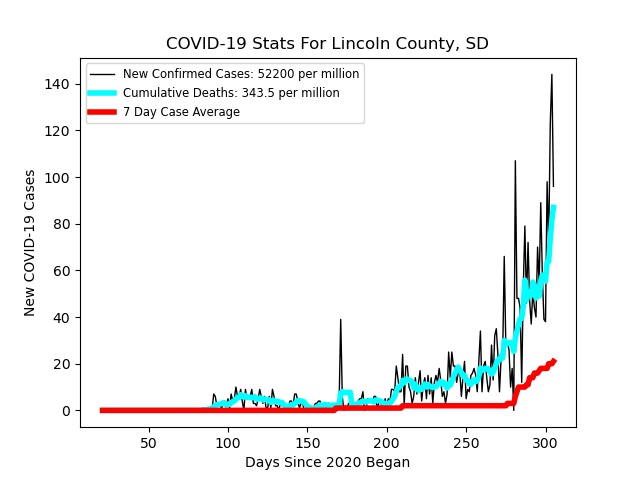 COVID-19 Stats For Lincoln County, SD
New Confirmed Cases: 52200 per million
Cumulative Deaths: 343.5 per million
7 Day Case Average
New COVID-19 Cases
140
120
100
80
60
40
20
0
50 100 150 200 250 300
Days Since 2020 Began